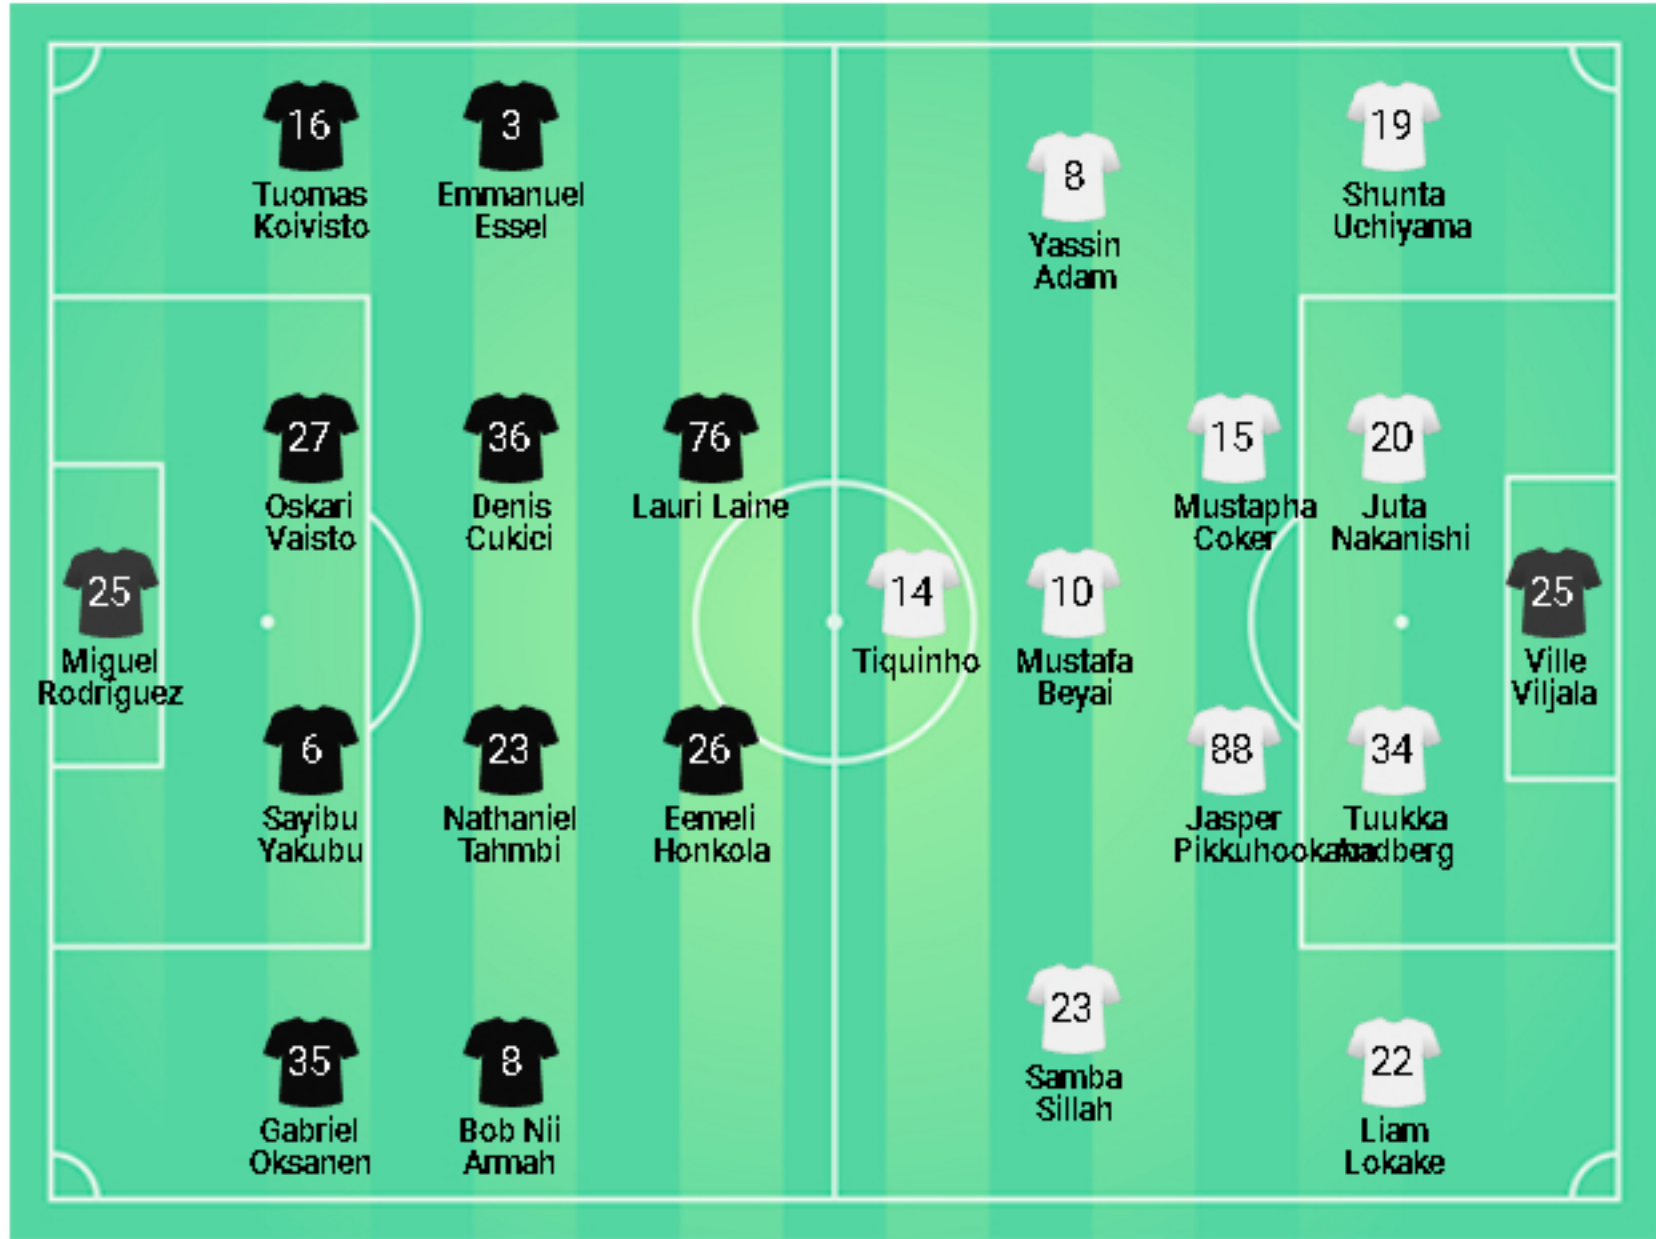 16
Tuomas
Koivisto
3
Emmanuel
Essel
8
Yassin
Adam
19
Shunta
Uchiyama
27
Oskari
Vaisto
36
Denis
Cukici
76
Lauri Laine
15
Mustapha
Coker
20
Juta
Nakanishi
25
Miguel
Rodriguez
14
Tiquinho
10
Mustafa
Beyai
25
Ville
Viljala
6
Sayibu
Yakubu
23
Nathaniel
Tahmbi
26
Eemeli
Honkola
88
Jasper
34
Tuukka
35
Gabriel
Oksanen
8
Bob Nii
Armah
23
Samba
Sillah
22
Liam
Lokake